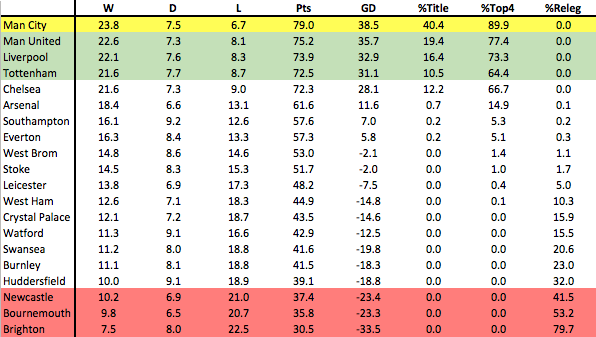 W D L Pts GD %Title %Top4 %Releg
Man City 23.8 7.5 6.7 79.0 38.5 40.4 89.9 0.0
Man United 22.6 7.3 8.1 75.2 35.7 19.4 77.4 0.0
Liverpool 22.1 7.6 8.3 73.9 32.9 16.4 73.3 0.0
Tottenham 21.6 7.7 8.7 72.5 31.1 10.5 64.4 0.0
Chelsea 21.6 7.3 9.0 72.3 28.1 12.2 66.7 0.0
Arsenal 18.4 6.6 13.1 61.6 11.6 0.7 14.9 0.1
Southampton 16.1 9.2 12.6 57.6 7.0 0.2 5.3 0.2
Everton 16.3 8.4 13.3 57.3 5.8 0.2 5.1 0.3
West Brom 14.8 8.6 14.6 53.0 -2.1 0.0 1.4 1.1
Stoke 14.5 8.3 15.3 51.7 -2.0 0.0 1.0 1.7
Leicester 13.8 6.9 17.3 48.2 -7.5 0.0 0.4 5.0
West Ham 12.6 7.1 18.3 44.9 -14.8 0.0 0.1 10.3
Crystal Palace 12.1 7.2 18.7 43.5 -14.6 0.0 0.0 15.9
Watford 11.3 9.1 16.6 42.9 -12.5 0.0 0.0 15.5
Swansea 11.2 8.0 18.8 41.6 -19.8 0.0 0.0 20.6
Burnley 11.1 8.1 18.8 41.5 -18.3 0.0 0.0 23.0
Huddersfield 10.0 9.1 18.9 39.1 -18.8 0.0 0.0 32.0
Newcastle 10.2 6.9 21.0 37.4 -23.4 0.0 0.0 41.5
Bournemouth 9.8 6.5 20.7 35.8 -23.3 0.0 0.0 53.2
Brighton 7.5 8.0 22.5 30.5 -33.5 0.0 0.0 79.7